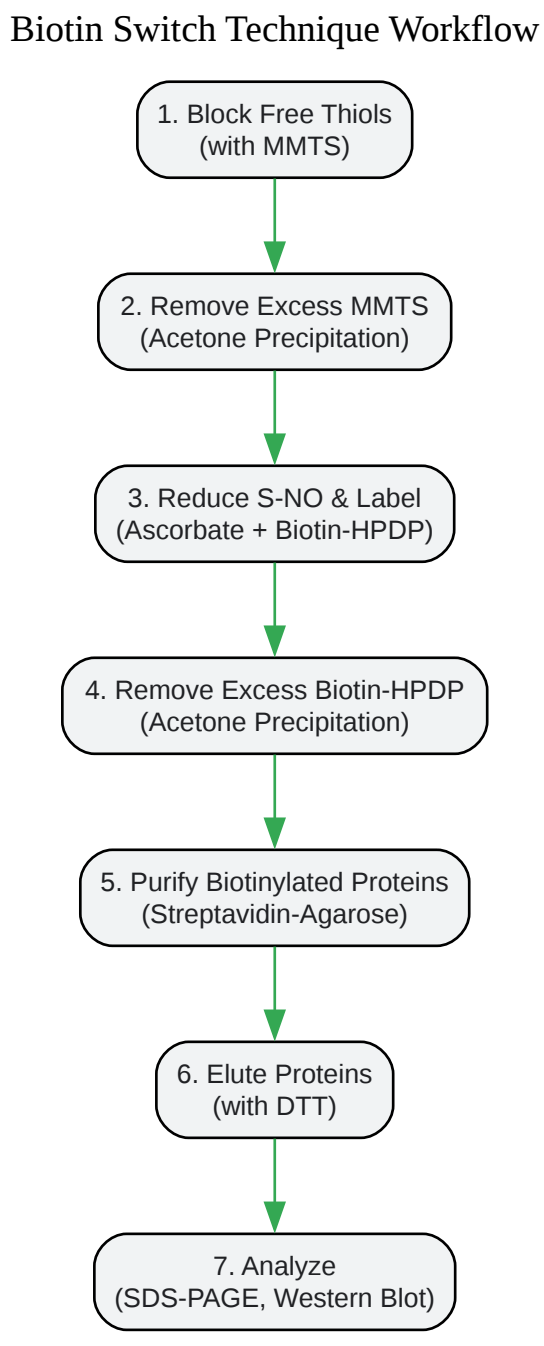 Biotin Switch Technique Workflow
1. Block Free Thiols
(with MMTS)
2. Remove Excess MMTS
(Acetone Precipitation)
3. Reduce S-NO & Label
(Ascorbate + Biotin-HPDP)
4. Remove Excess Biotin-HPDP
(Acetone Precipitation)
5. Purify Biotinylated Proteins
(Streptavidin-Agarose)
6. Elute Proteins
(with DTT)
7. Analyze
(SDS-PAGE, Western Blot)